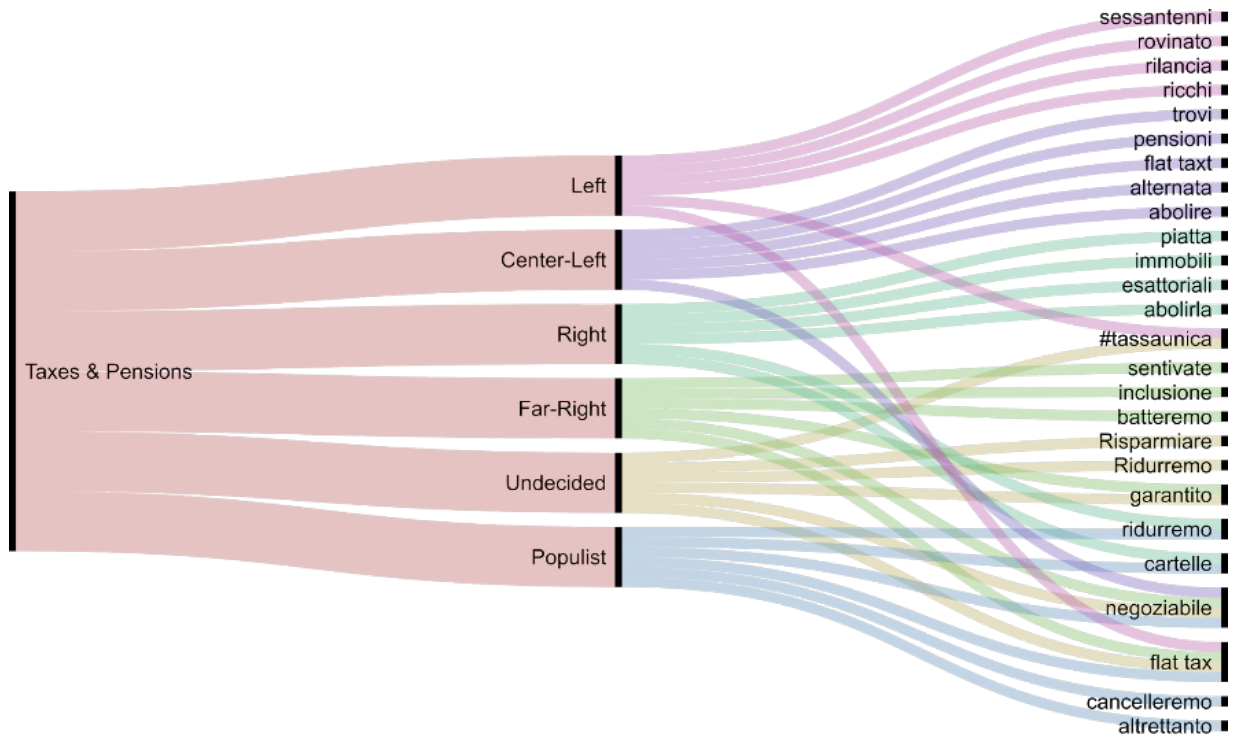 Taxes & Pensions
Left
Center-Left
Right
Far-Right
Undecided
Populist
sessantenni
rovinato
rilancia
ricchi
trovi
pensioni
flat taxt
alternata
abolire
piatta
immobili
esattoriali
abolirla
#tassaunica
sentivate
inclusione
batteremo
Risparmiare
Ridurremo
garantito
ridurremo
cartelle
negoziabile
flat tax
cancelleremo
altrettanto